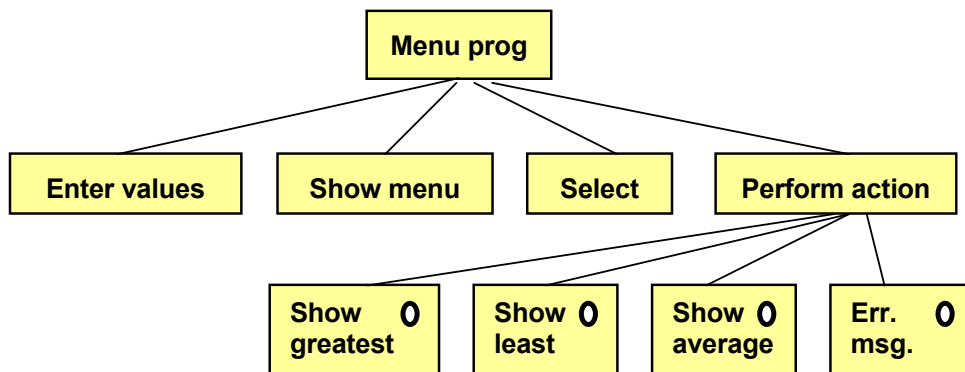 Menu prog
Enter values
Show menu
Select
Perform action
Show
greatest
Show
least
Show
average
Err.
msg.